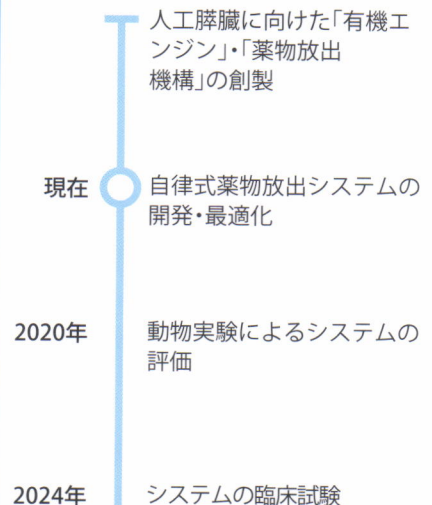 人工膵臓に向けた「有機エ
ンジン」・「薬物放出
機構」の創製
現在
自律式薬物放出システムの
開発・最適化
2020年
動物実験によるシステムの
評価
2024年
システムの臨床試験